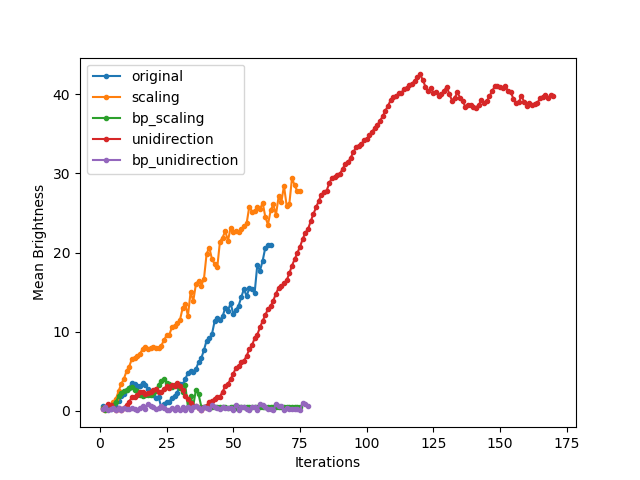 original
scaling
bp_scaling
unidirection
bp_unidirection
40
30
20
10
0
Mean Brightness
0 25 50 75 100 125 150 175
Iterations